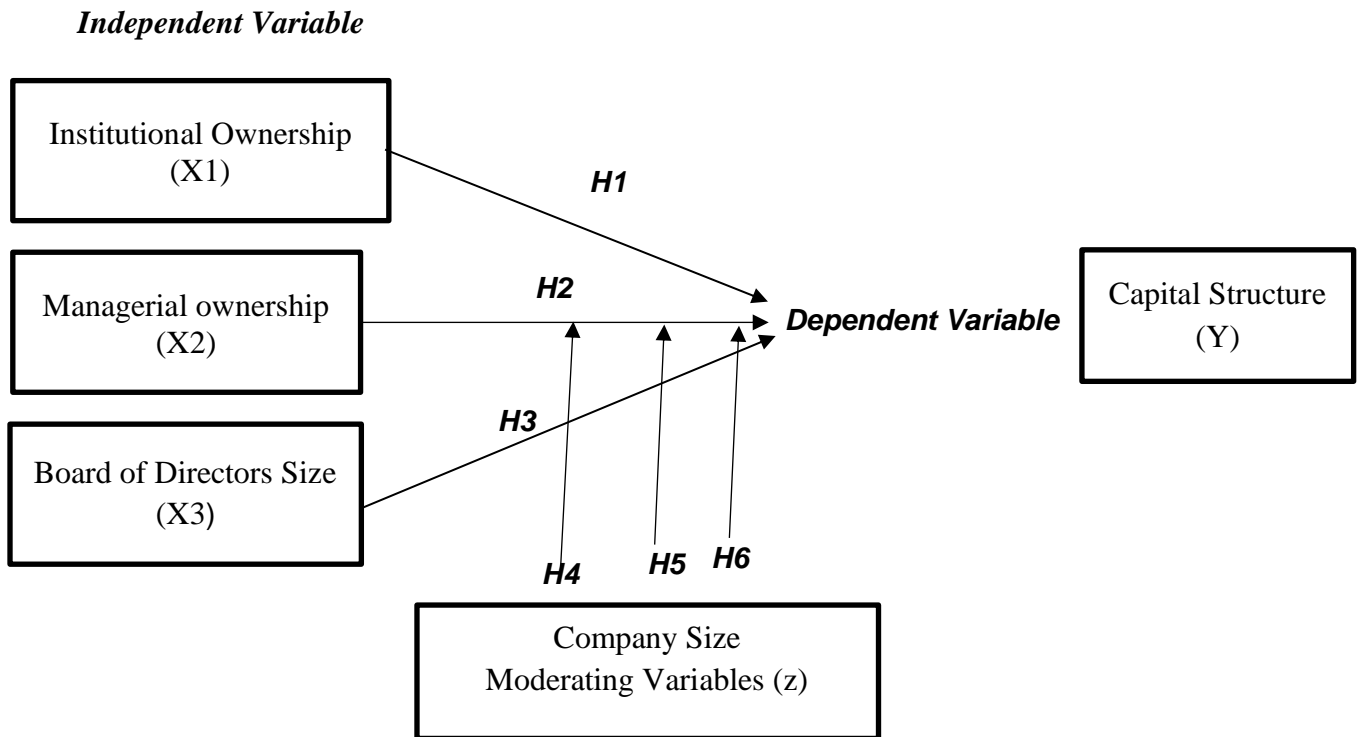 Independent Variable
Institutional Ownership
(X1)
H1
Managerial ownership
(X2)
H2
Dependent Variable
Capital Structure
(Y)
Board of Directors Size
(X3)
H3
H4
H5
H6
Company Size
Moderating Variables (z)